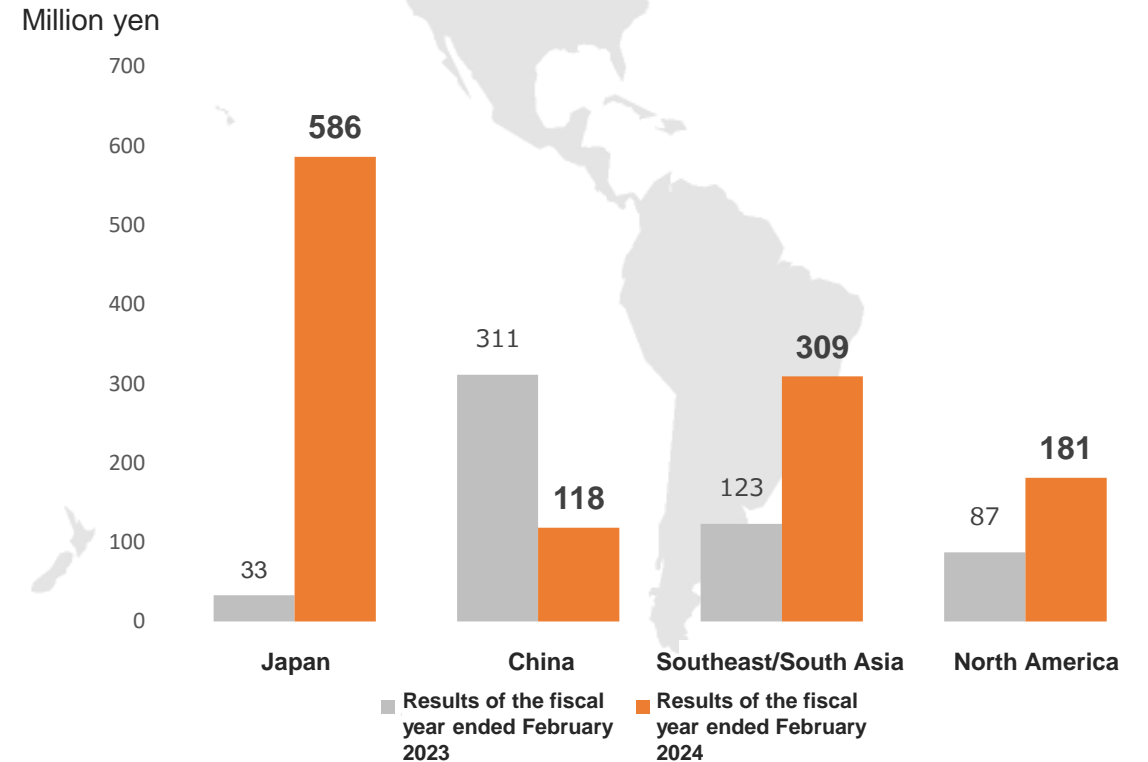 Million yen
700
600
500
400
300
200
100
0
586
33
311
118
309
123
181
87
Japan
China
Southeast/South Asia
North America
Results of the fiscal
year ended February
2023
Results of the fiscal
year ended February
2024